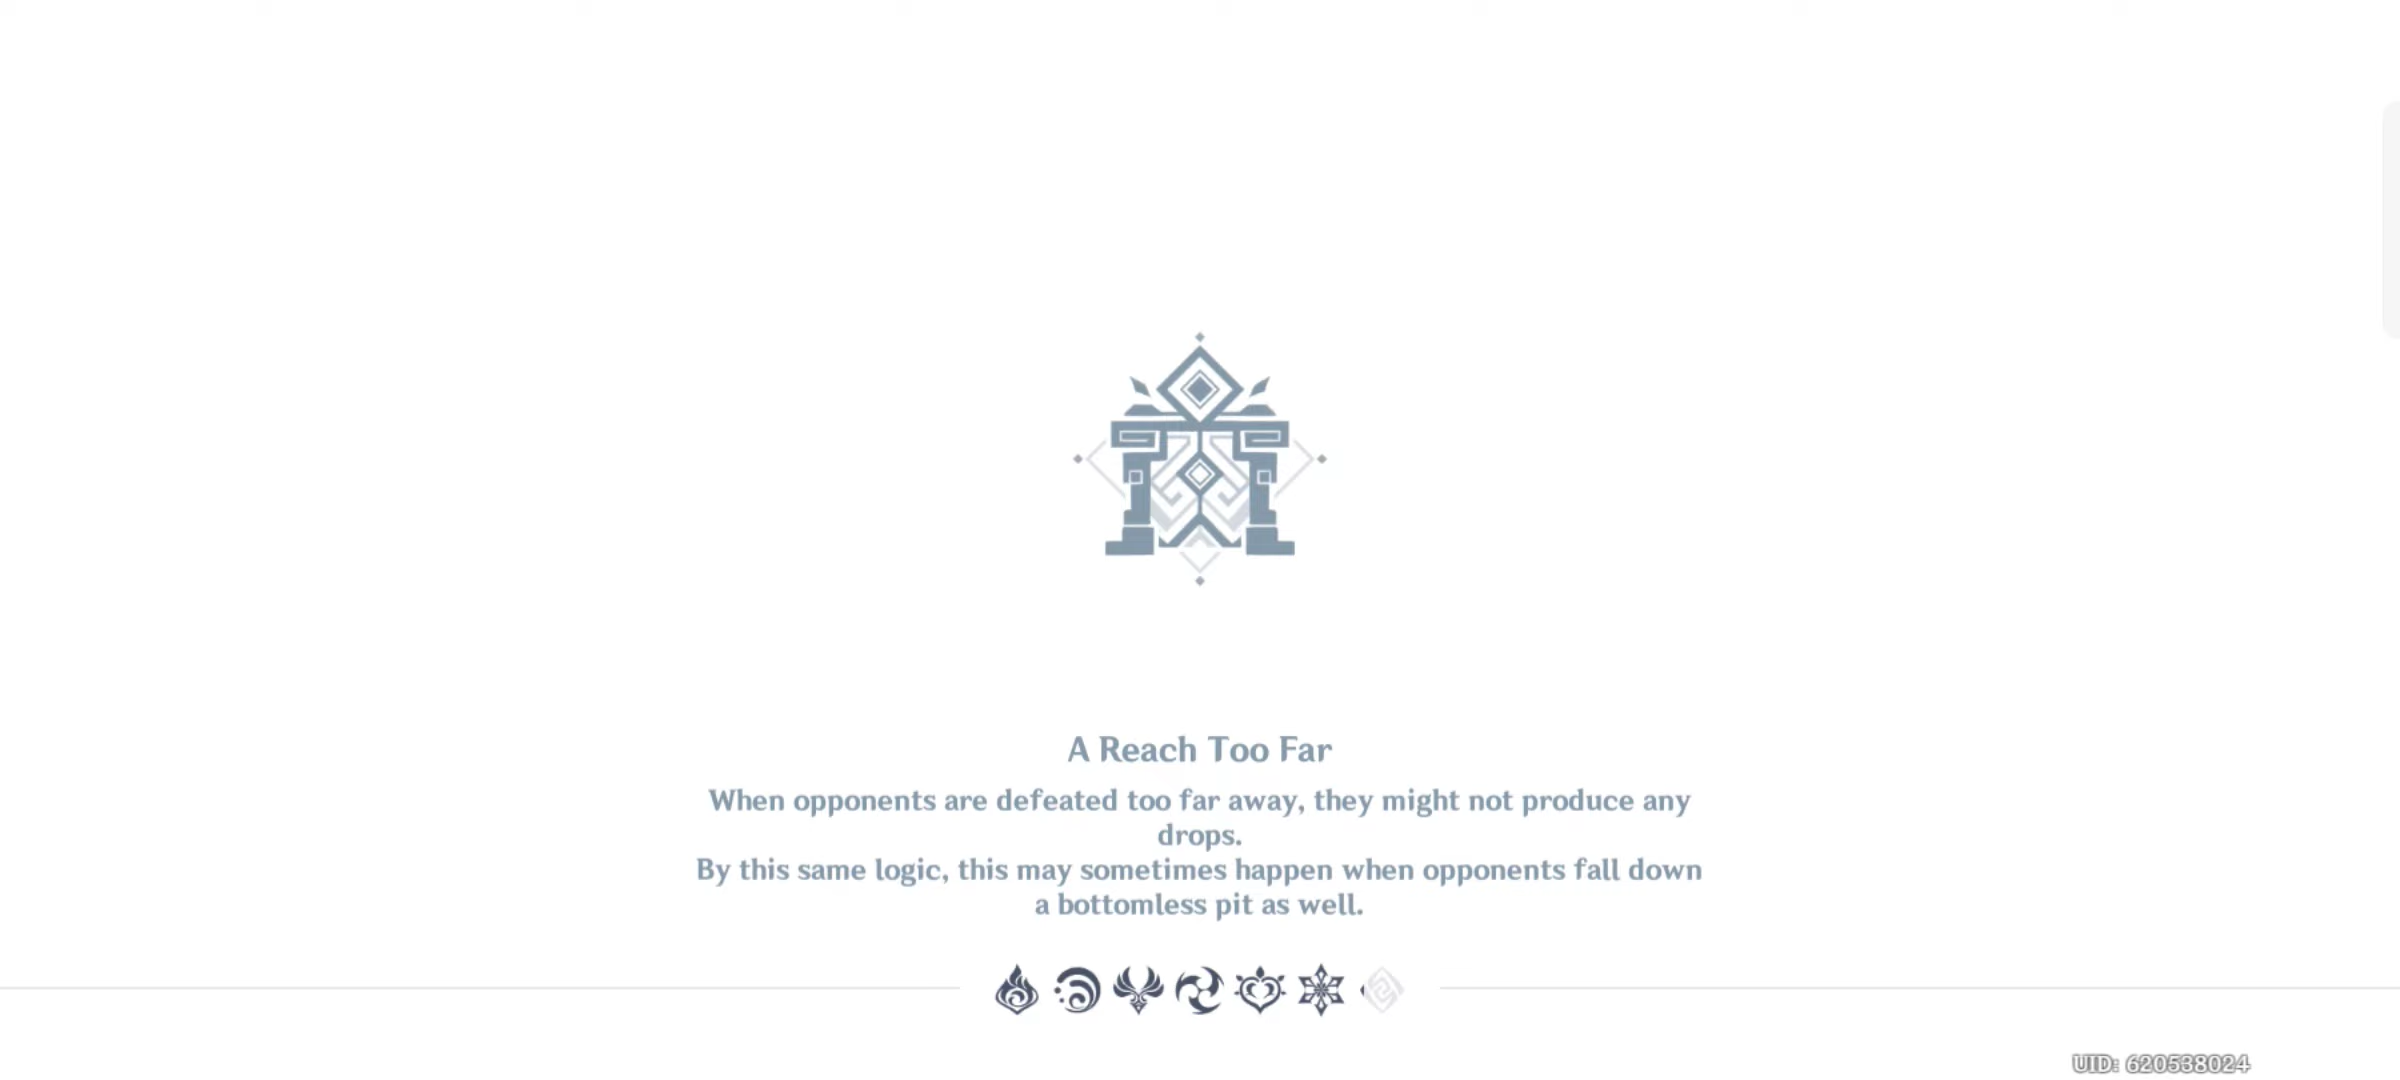 A Reach Too Far
When opponents are defeated too far away, they might not produce any
drops.
By this same logic, this may sometimes happen when opponents fall down
a bottomless pit as well.
UID: 620538024